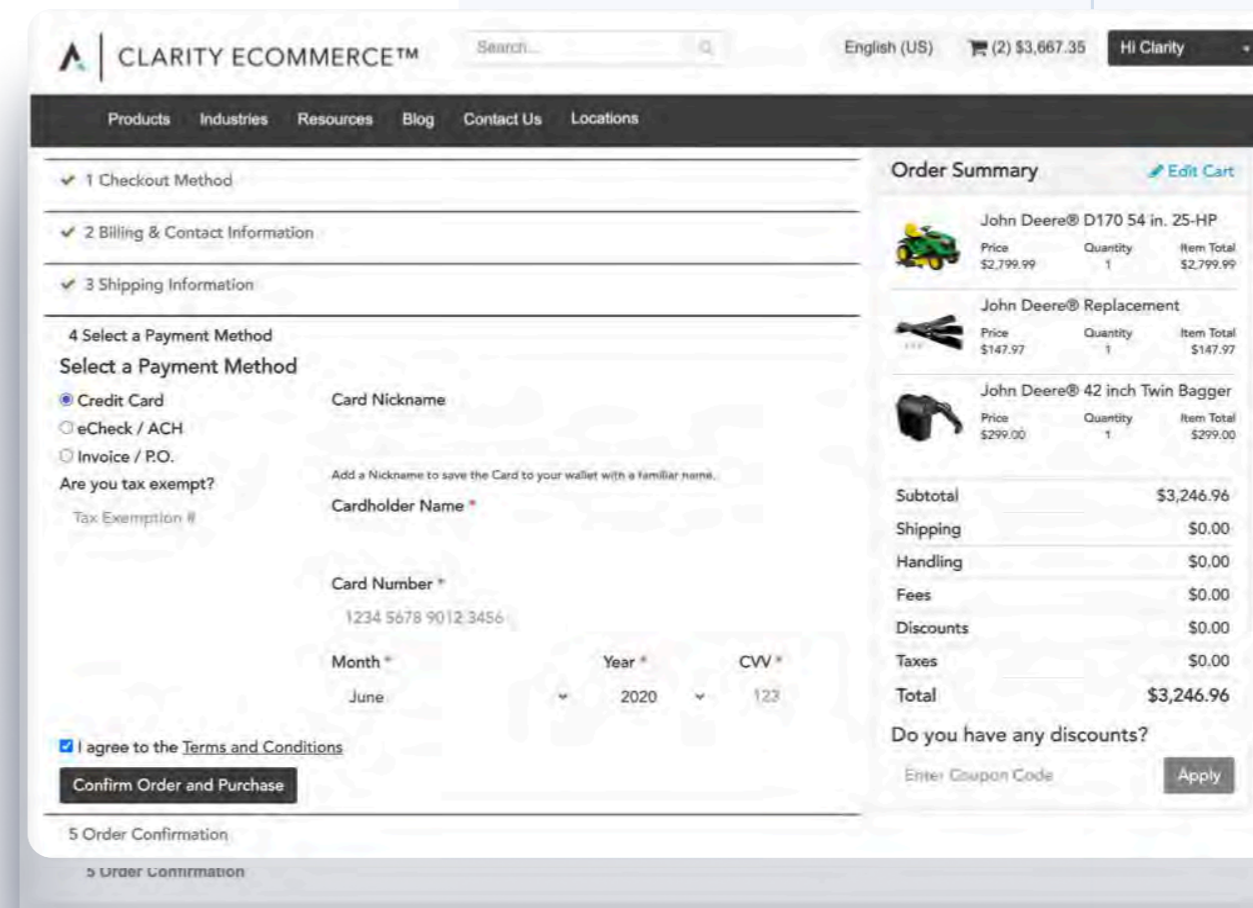 CLARITY ECOMMERCE™
Search...
English (US)
(2) $3,667.35
Hi Clarity
Products Industries Resources Blog Contact Us Locations
1 Checkout Method
2 Billing & Contact Information
3 Shipping Information
4 Select a Payment Method
Select a Payment Method
Credit Card
eCheck / ACH
Invoice / P.O.
Are you tax exempt?
Tax Exemption #
Card Nickname
Add a Nickname to save the Card to your wallet with a familiar name.
Cardholder Name *
Card Number *
1234 5678 9012 3456
Month * Year * CVV *
June 2020 123
I agree to the Terms and Conditions
Confirm Order and Purchase
5 Order Confirmation
5 Order Confirmation
Order Summary Edit Cart
John Deere® D170 54 in. 25-HP
Price Quantity Item Total
$2,799.99 1 $2,799.99
John Deere® Replacement
Price Quantity Item Total
$147.97 1 $147.97
John Deere® 42 inch Twin Bagger
Price Quantity Item Total
$299.00 1 $299.00
Subtotal $3,246.96
Shipping $0.00
Handling $0.00
Fees $0.00
Discounts $0.00
Taxes $0.00
Total $3,246.96
Do you have any discounts?
Enter Coupon Code Apply